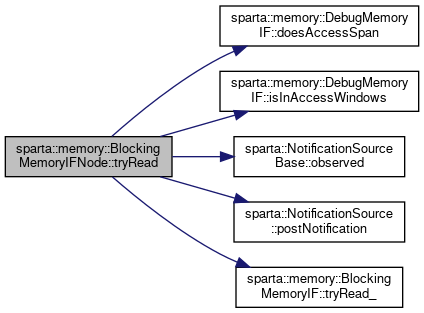 sparta::memory::DebugMemory
IF::doesAccessSpan
sparta::memory::DebugMemory
IF::isInAccessWindows
sparta::memory::Blocking
MemoryIFNode::tryRead
sparta::NotificationSource
Base::observed
sparta::NotificationSource
::postNotification
sparta::memory::Blocking
MemoryIF::tryRead_